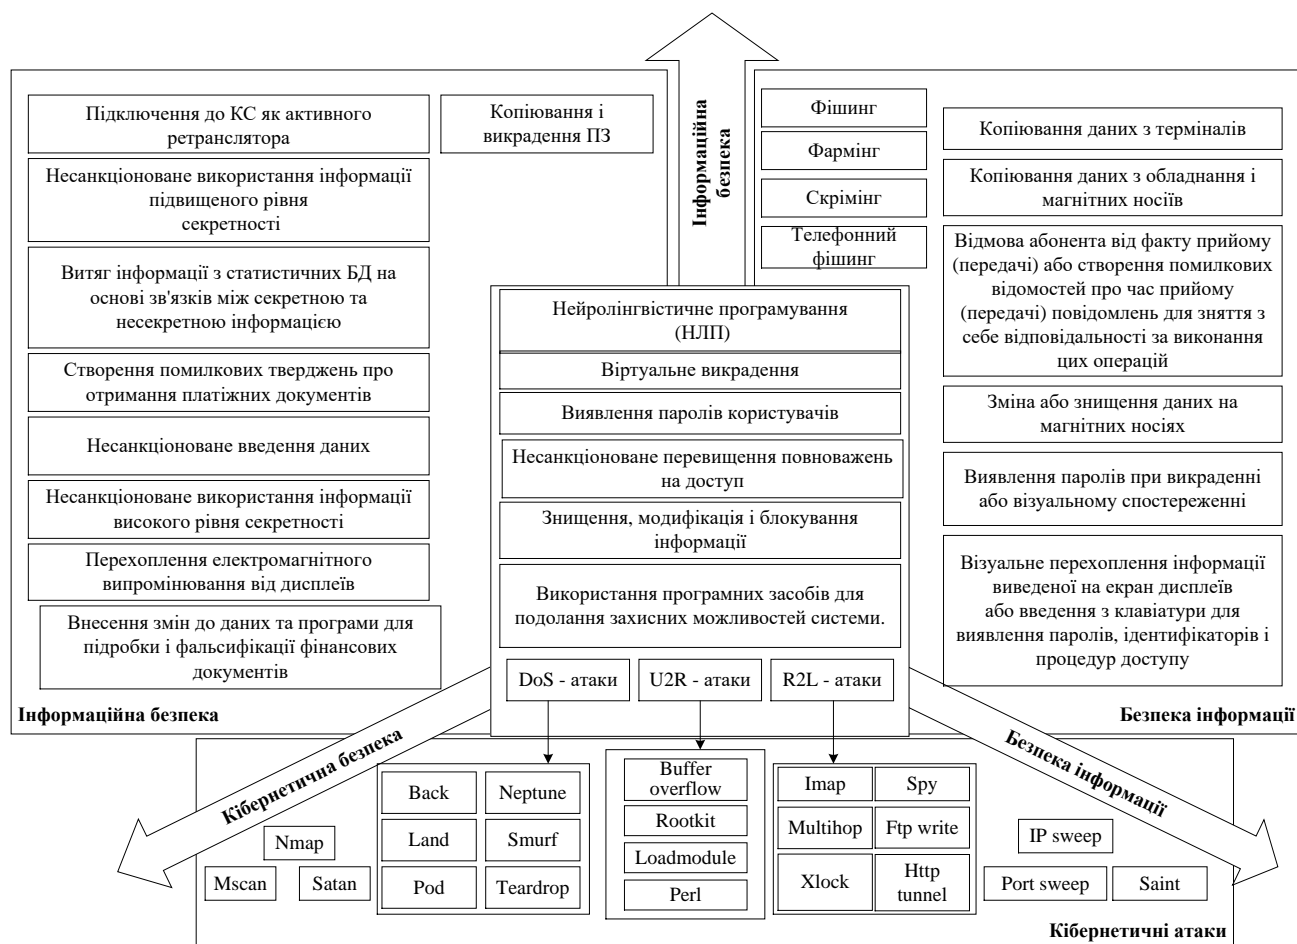 Інформаційна
безпека
Підключення до КС як активного
ретранслятора
Копіювання і
викрадення ПЗ
Несанкціоноване використання інформації
підвищеного рівня
секретності
Витяг інформації з статистичних БД на
основі зв'язків між секретною та
несекретною інформацією
Створення помилкових тверджень про
отримання платіжних документів
Несанкціоноване введення даних
Несанкціоноване використання інформації
високого рівня секретності
Перехоплення електромагнітного
випромінювання від дисплеїв
Внесення змін до даних та програми для
підробки і фальсифікації фінансових
документів
Інформаційна безпека
Фішинг
Фармінг
Скрімінг
Телефонний
фішинг
Копіювання даних з терміналів
Копіювання даних з обладнання і
магнітних носіїв
Відмова абонента від факту прийому
(передачі) або створення помилкових
відомостей про час прийому
(передачі) повідомлень для зняття з
себе відповідальності за виконання
цих операцій
Зміна або знищення даних на
магнітних носіях
Виявлення паролів при викраденні
або візуальному спостереженні
Візуальне перехоплення інформації
виведеної на екран дисплеїв
або введення з клавіатури для
виявлення паролів, ідентифікаторів і
процедур доступу
Безпека інформації
Нейролінгвістичне програмування
(НЛП)
Віртуальне викрадення
Виявлення паролів користувачів
Несанкціоноване перевищення повноважень
на доступ
Знищення, модифікація і блокування
інформації
Використання програмних засобів для
подолання захисних можливостей системи.
DoS - атаки
U2R - атаки
R2L - атаки
Кібернетична безпека
Безпека інформації
Nmap
Mscan
Satan
Back
Neptune
Land
Smurf
Pod
Teardrop
Buffer
overflow
Rootkit
Loadmodule
Perl
Imap
Spy
Multihop
Ftp write
Xlock
Http
tunnel
IP sweep
Port sweep
Saint
Кібернетичні атаки